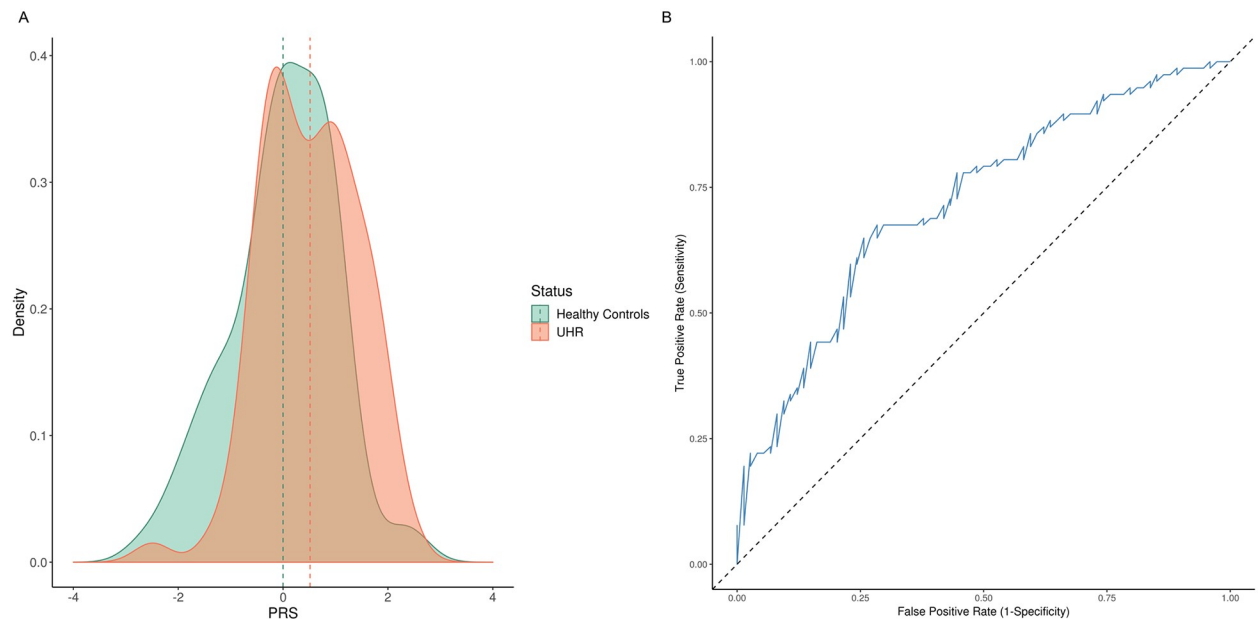 A
0.4
0.3
0.2
0.1
0.0
Density
-4 -2 0 2 4
PRS
Status
Healthy Controls
UHR
B
1.00
0.75
0.50
0.25
0.00
True Positive Rate (Sensitivity)
0.00 0.25 0.50 0.75 1.00
False Positive Rate (1-Specificity)